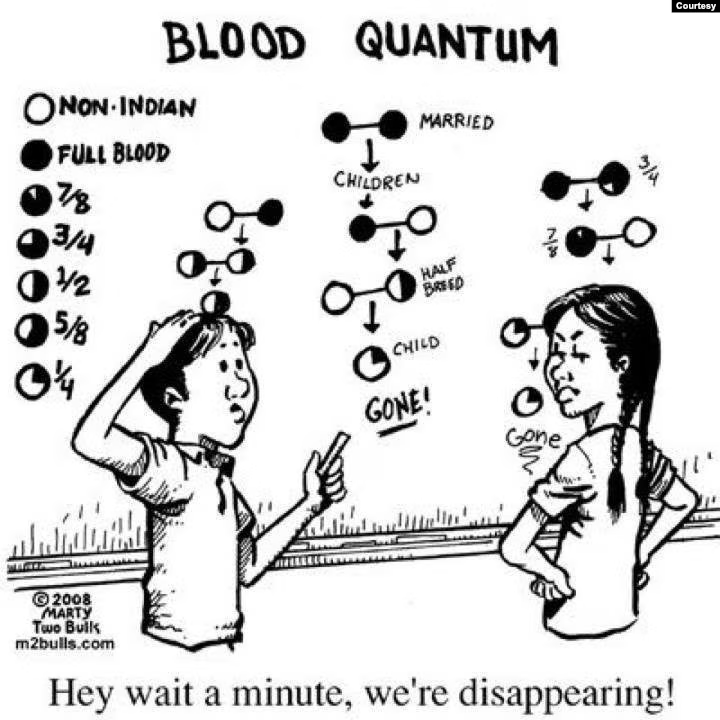 Courtesy
BLOOD QUANTUM
NON-INDIAN
FULL BLOOD
7/8
3/4
1/2
5/8
1/4
MARRIED
CHILDREN
HALF
BREED
CHILD
GONE!
3/4
7/8
Gone
© 2008
MARTY
Two Bulls
m2bulls.com
Hey wait a minute, we're disappearing!